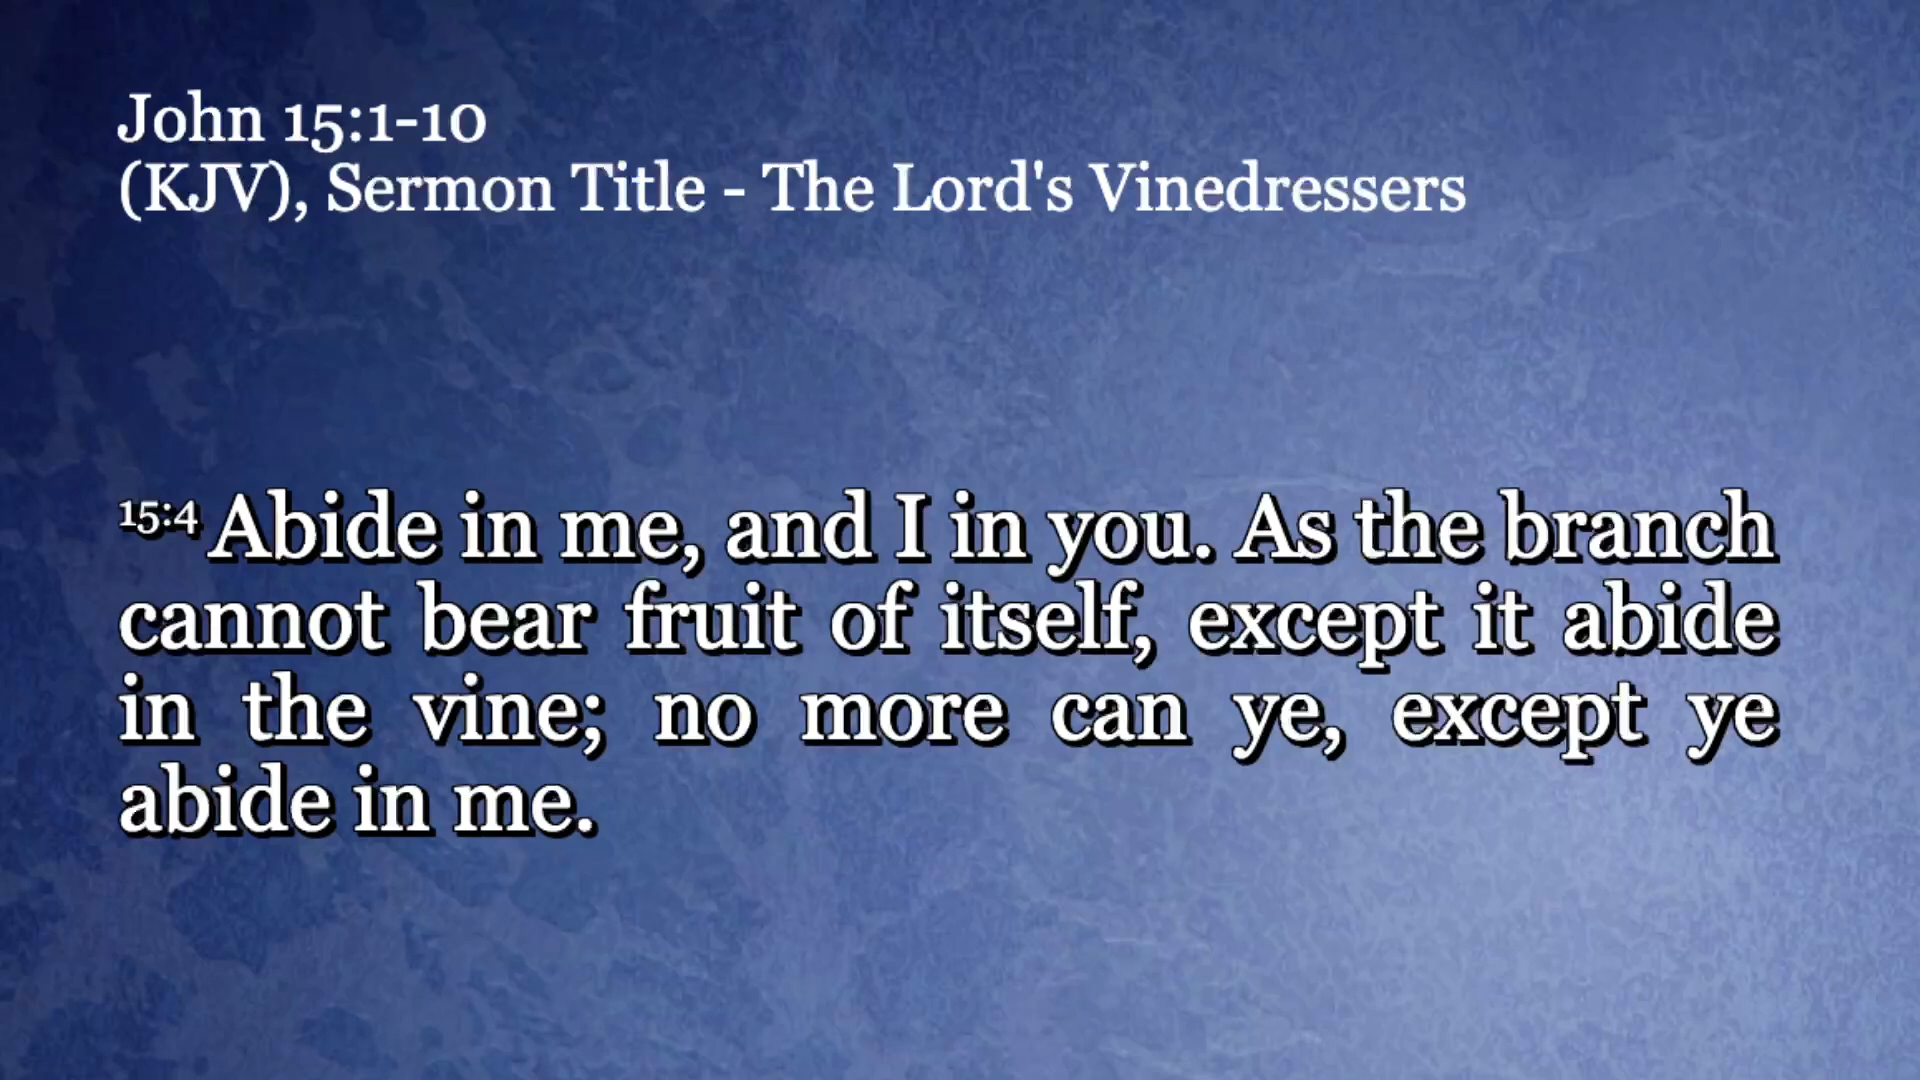 John 15:1-10
(KJV), Sermon Title - The Lord's Vinedressers
15:4 Abide in me, and I in you. As the branch
cannot bear fruit of itself, except it abide
in the vine; no more can ye, except ye
abide in me.